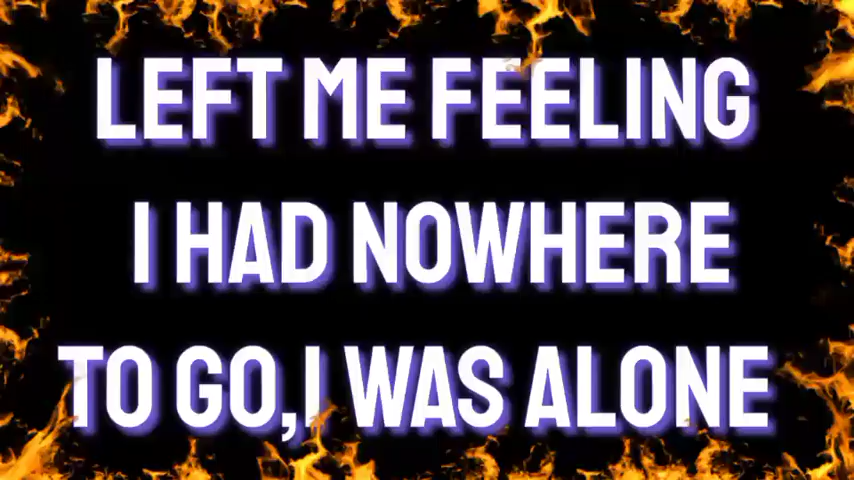 LEFT ME FEELING
I HAD NOWHERE
TO GO,I WAS ALONE